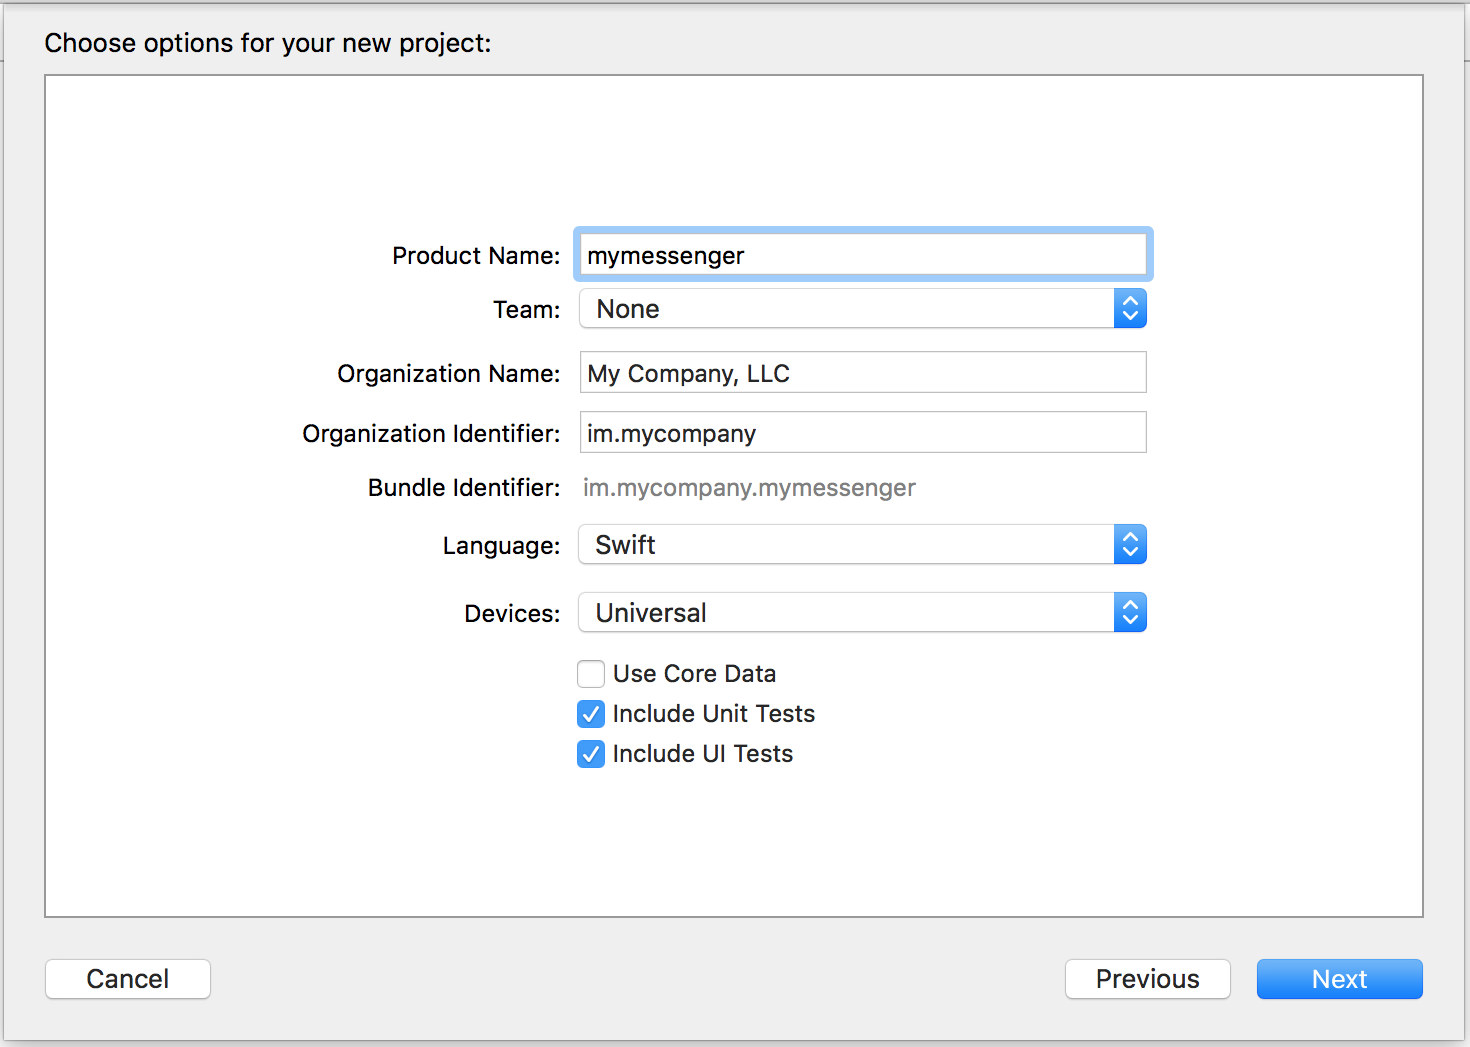 Choose options for your new project:
Product Name: mymessenger
Team: None
Organization Name: My Company, LLC
Organization Identifier: im.mycompany
Bundle Identifier: im.mycompany.mymessenger
Language: Swift
Devices: Universal
Use Core Data
Include Unit Tests
Include UI Tests
Cancel Previous Next